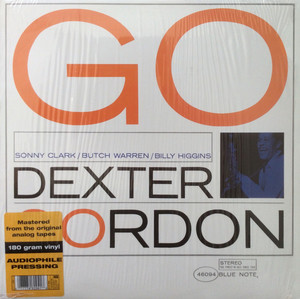 GO
SONNY CLARK/BUTCH WARREN/BILLY HIGGINS
DEXTER
GORDON
Mastered
from the original
analog tapes
180 gram vinyl
AUDIOPHILE
PRESSING
STEREO
46094
BLUE NOTE